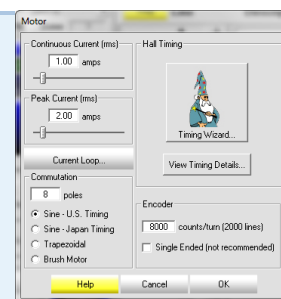 Motor
Continuous Current (rms)
1.00 amps
Peak Current (rms)
2.00 amps
Current Loop...
Commutation
8 poles
Sine - U.S. Timing
Sine - Japan Timing
Trapezoidal
Brush Motor
Hall Timing
Timing Wizard...
View Timing Details...
Encoder
8000 counts/turn (2000 lines)
Single Ended (not recommended)
Help
Cancel
OK